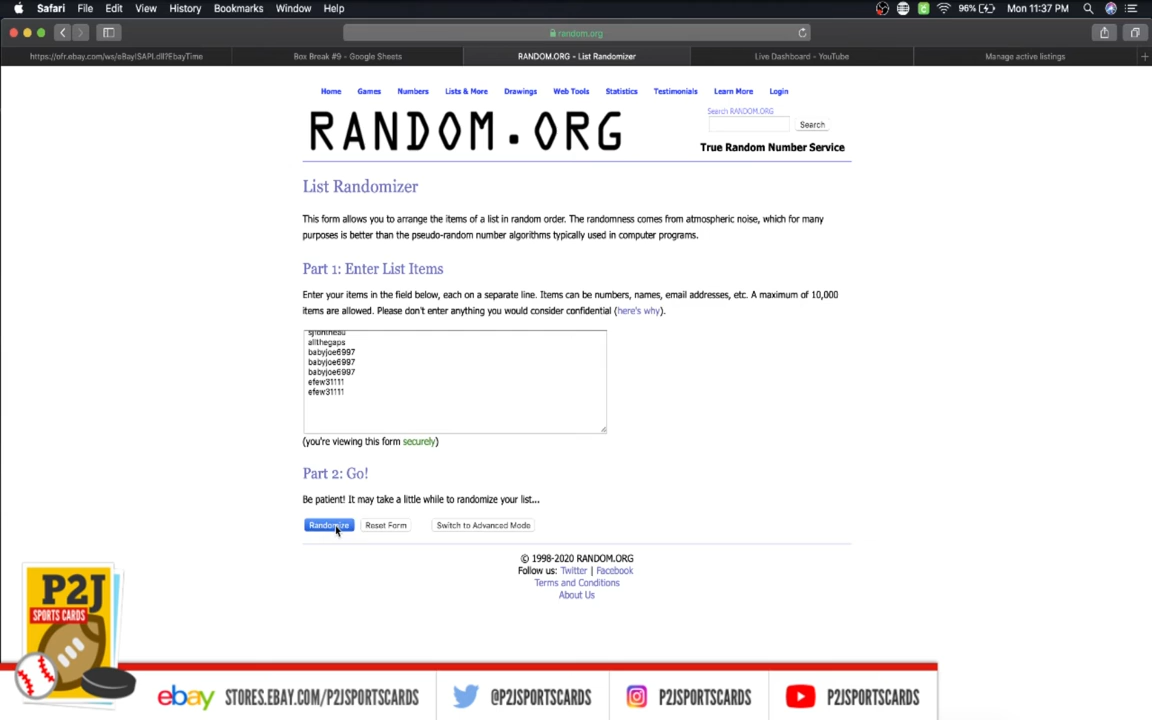 Safari File Edit View History Bookmarks Window Help 96% Mon 11:37 PM
random.org
https://ofr.ebay.com/ws/eBayISAPI.dll?EbayTime Box Break #9 - Google Sheets RANDOM.ORG - List Randomizer Live Dashboard - YouTube Manage active listings
Home Games Numbers Lists & More Drawings Web Tools Statistics Testimonials Learn More Login
RANDOM.ORG
Search RANDOM.ORG
Search
True Random Number Service
List Randomizer
This form allows you to arrange the items of a list in random order. The randomness comes from atmospheric noise, which for many
purposes is better than the pseudo-random number algorithms typically used in computer programs.
Part 1: Enter List Items
Enter your items in the field below, each on a separate line. Items can be numbers, names, email addresses, etc. A maximum of 10,000
items are allowed. Please don't enter anything you would consider confidential (here's why).
allthegaps
babyjoe6997
babyjoe6997
babyjoe6997
efew31111
efew31111
(you're viewing this form securely)
Part 2: Go!
Be patient! It may take a little while to randomize your list...
Randomize Reset Form Switch to Advanced Mode
© 1998-2020 RANDOM.ORG
Follow us: Twitter | Facebook
Terms and Conditions
About Us
P2J
SPORTS CARDS
ebay STORES.EBAY.COM/P2JSPORTSCARDS @P2JSPORTSCARDS P2JSPORTSCARDS P2JSPORTSCARDS